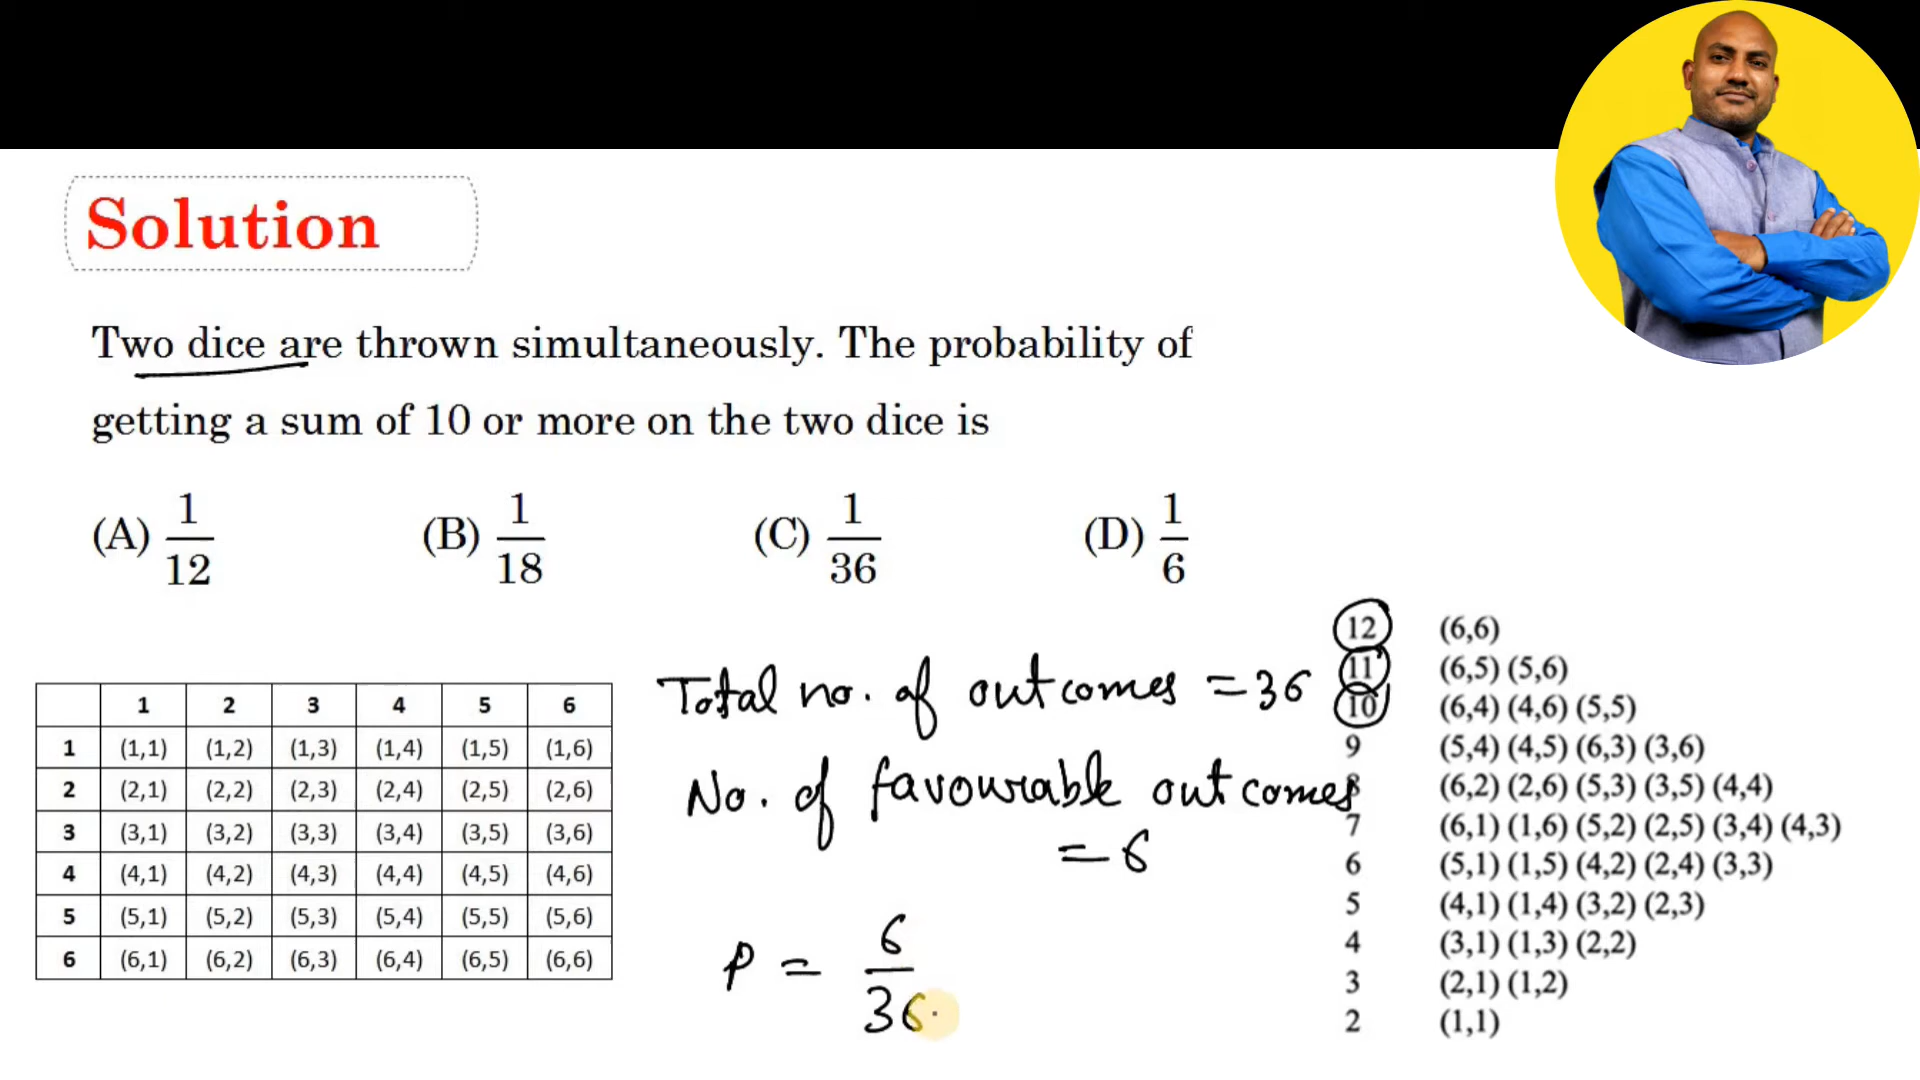 Solution
Two dice are thrown simultaneously. The probability of
getting a sum of 10 or more on the two dice is
(A) 1/12 (B) 1/18 (C) 1/36 (D) 1/6
1 2 3 4 5 6
1 (1,1) (1,2) (1,3) (1,4) (1,5) (1,6)
2 (2,1) (2,2) (2,3) (2,4) (2,5) (2,6)
3 (3,1) (3,2) (3,3) (3,4) (3,5) (3,6)
4 (4,1) (4,2) (4,3) (4,4) (4,5) (4,6)
5 (5,1) (5,2) (5,3) (5,4) (5,5) (5,6)
6 (6,1) (6,2) (6,3) (6,4) (6,5) (6,6)
Total no. of outcomes = 36
No. of favourable outcomes
= 6
P = 6/36
12 (6,6)
11 (6,5) (5,6)
10 (6,4) (4,6) (5,5)
9 (5,4) (4,5) (6,3) (3,6)
8 (6,2) (2,6) (5,3) (3,5) (4,4)
7 (6,1) (1,6) (5,2) (2,5) (3,4) (4,3)
6 (5,1) (1,5) (4,2) (2,4) (3,3)
5 (4,1) (1,4) (3,2) (2,3)
4 (3,1) (1,3) (2,2)
3 (2,1) (1,2)
2 (1,1)